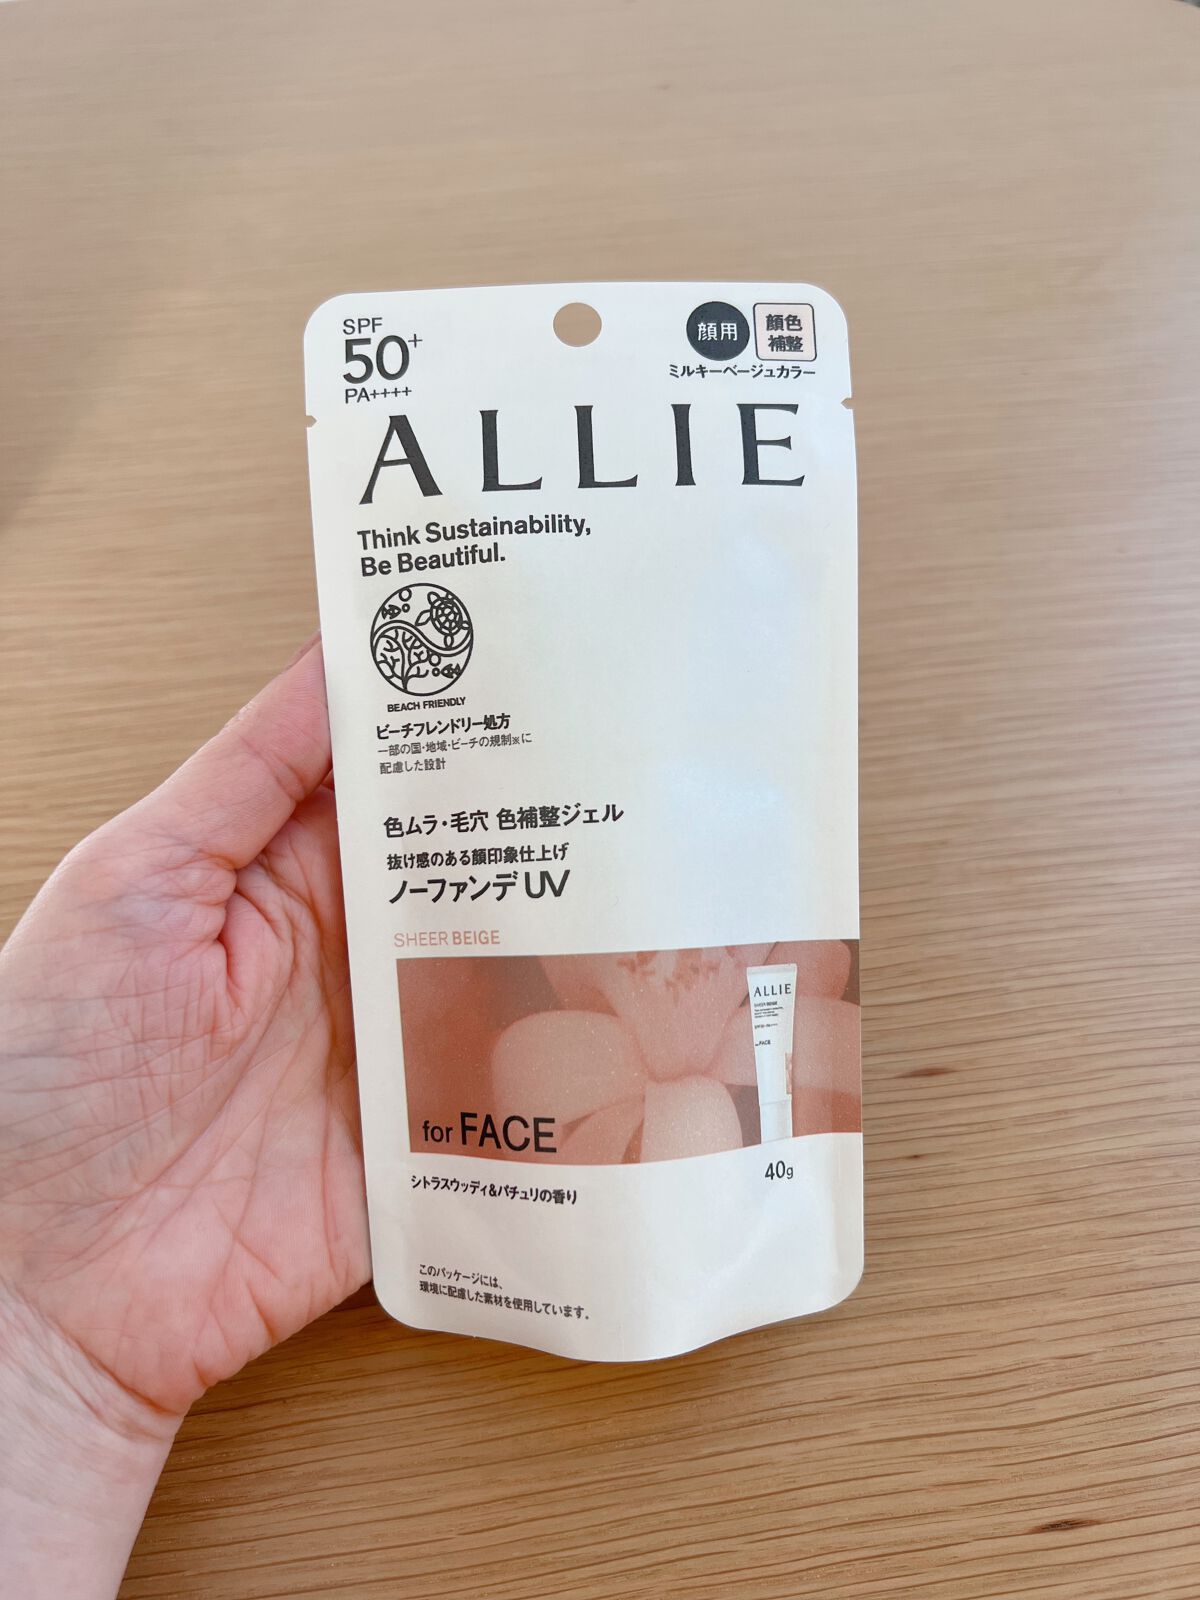 SPF
50+
PA++++
顔用
顔色
補整
ミルキーベージュカラー
ALLIE
Think Sustainability,
Be Beautiful.
BEACH FRIENDLY
ビーチフレンドリー処方
一部の国・地域・ビーチの規制※に
配慮した設計
色ムラ・毛穴 色補整ジェル
抜け感のある顔印象仕上げ
ノーファンデUV
SHEER BEIGE
ALLIE
SHEER BEIGE
FACE
for FACE
40g
シトラスウッディ&パチュリの香り
このパッケージには、
環境に配慮した素材を使用しています。